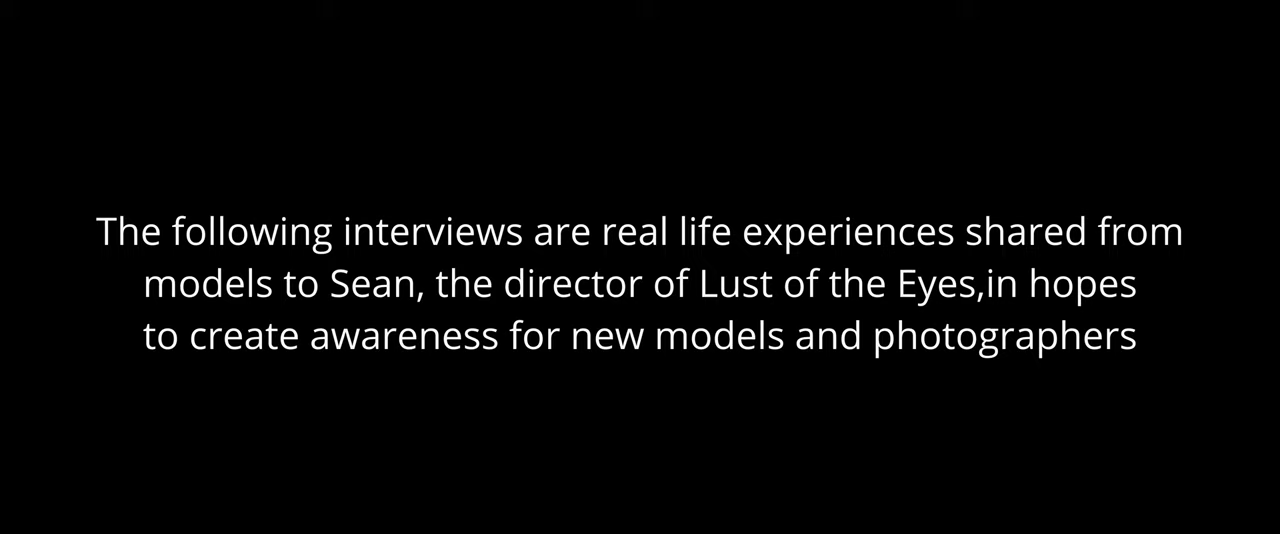 The following interviews are real life experiences shared from
models to Sean, the director of Lust of the Eyes,in hopes
to create awareness for new models and photographers